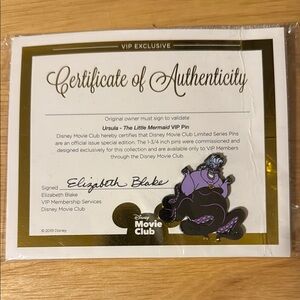 VIP EXCLUSIVE
Certificate of Authenticity
Original owner must sign to validate
Ursula - The Little Mermaid VIP Pin
Disney Movie Club hereby certifies that Disney Movie Club Limited Series Pins
are an official issue special edition. The 1-3/4 inch pins were commissioned and
designed exclusively for this collection and are available only to VIP Members
through the Disney Movie Club.
Signed Elizabeth Blake
Elizabeth Blake
VIP Membership Services
Disney Movie Club
Disney
Movie
Club
©2019 Disney